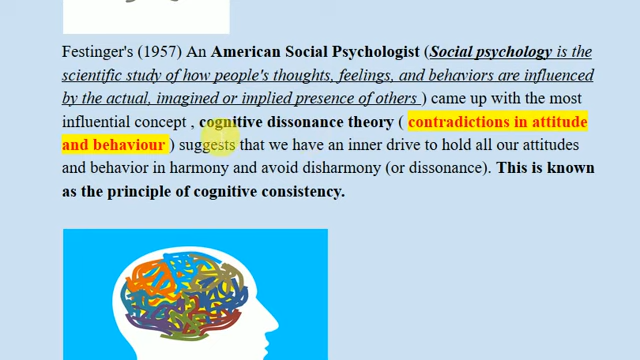 Festinger's (1957) An American Social Psychologist (Social psychology is the
scientific study of how people's thoughts, feelings, and behaviors are influenced
by the actual, imagined or implied presence of others ) came up with the most
influential concept , cognitive dissonance theory ( contradictions in attitude
and behaviour ) suggests that we have an inner drive to hold all our attitudes
and behavior in harmony and avoid disharmony (or dissonance). This is known
as the principle of cognitive consistency.